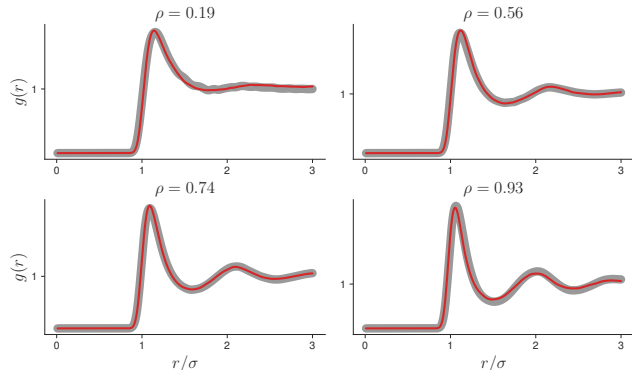 ρ = 0.19
ρ = 0.56
g(r)
1
1
0 1 2 3
0 1 2 3
ρ = 0.74
ρ = 0.93
g(r)
1
1
0 1 2 3
0 1 2 3
r/σ
r/σ